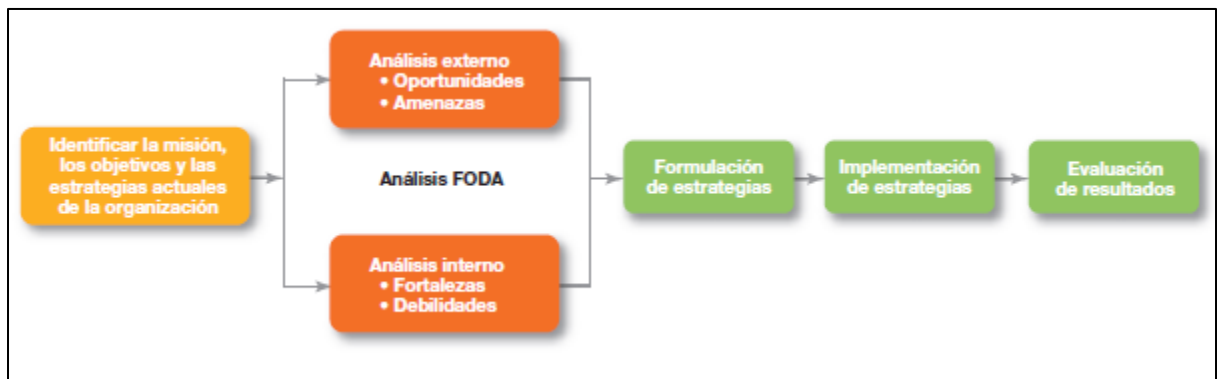 Identificar la misión,
los objetivos y las
estrategias actuales
de la organización
Análisis externo
• Oportunidades
• Amenazas
Análisis FODA
Análisis interno
• Fortalezas
• Debilidades
Formulación
de estrategias
Implementación
de estrategias
Evaluación
de resultados